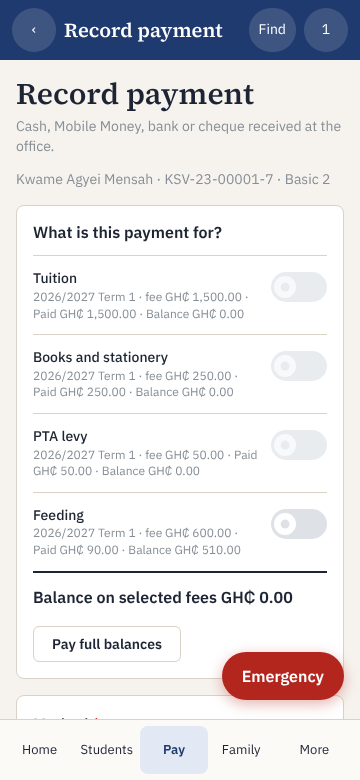 ‹ Record payment Find 1
Record payment
Cash, Mobile Money, bank or cheque received at the
office.
Kwame Agyei Mensah · KSV-23-00001-7 · Basic 2
What is this payment for?
Tuition
2026/2027 Term 1 · fee GH₵ 1,500.00 ·
Paid GH₵ 1,500.00 · Balance GH₵ 0.00
Books and stationery
2026/2027 Term 1 · fee GH₵ 250.00 ·
Paid GH₵ 250.00 · Balance GH₵ 0.00
PTA levy
2026/2027 Term 1 · fee GH₵ 50.00 · Paid
GH₵ 50.00 · Balance GH₵ 0.00
Feeding
2026/2027 Term 1 · fee GH₵ 600.00 ·
Paid GH₵ 90.00 · Balance GH₵ 510.00
Balance on selected fees GH₵ 0.00
Pay full balances
Emergency
Home Students Pay Family More